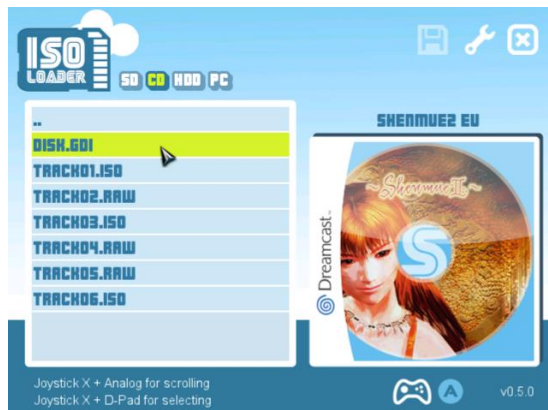 ISO
LOADER
SD CD HDD PC
..
DISK.GDI
TRACK01.ISO
TRACK02.RAW
TRACK03.ISO
TRACK04.RAW
TRACK05.RAW
TRACK06.ISO
SHENMUE2 EU
~Shenmue II~
Dreamcast
S
Joystick X + Analog for scrolling
Joystick X + D-Pad for selecting
A
v0.5.0